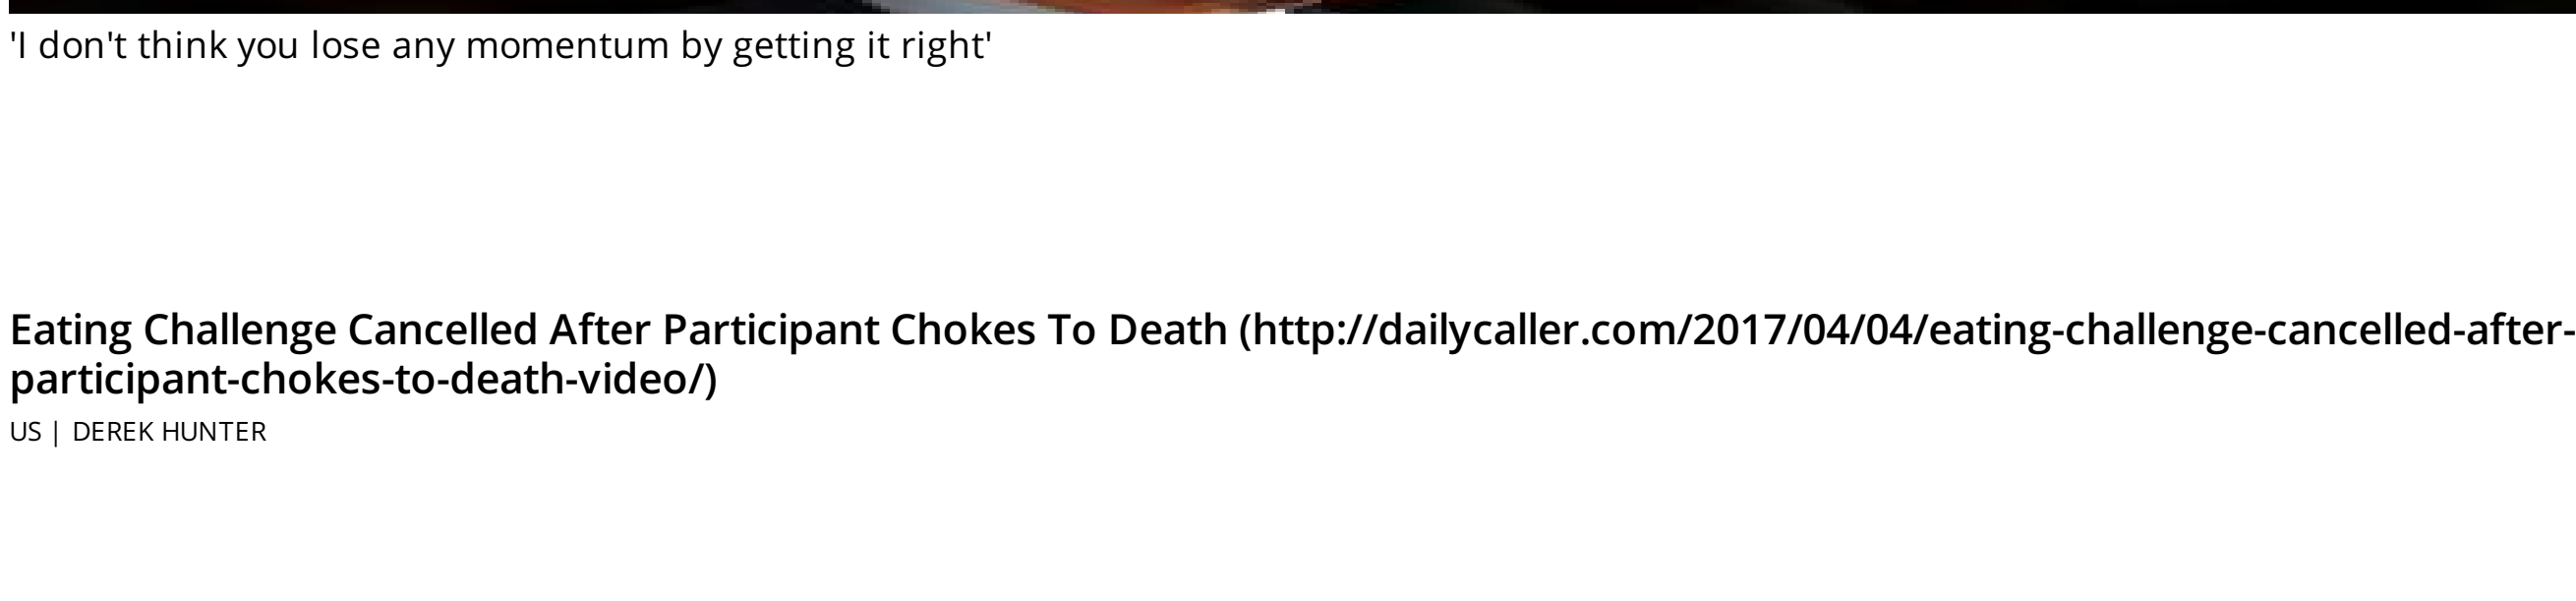 'I don't think you lose any momentum by getting it right'
Eating Challenge Cancelled After Participant Chokes To Death (http://dailycaller.com/2017/04/04/eating-challenge-cancelled-after-
participant-chokes-to-death-video/)
US | DEREK HUNTER